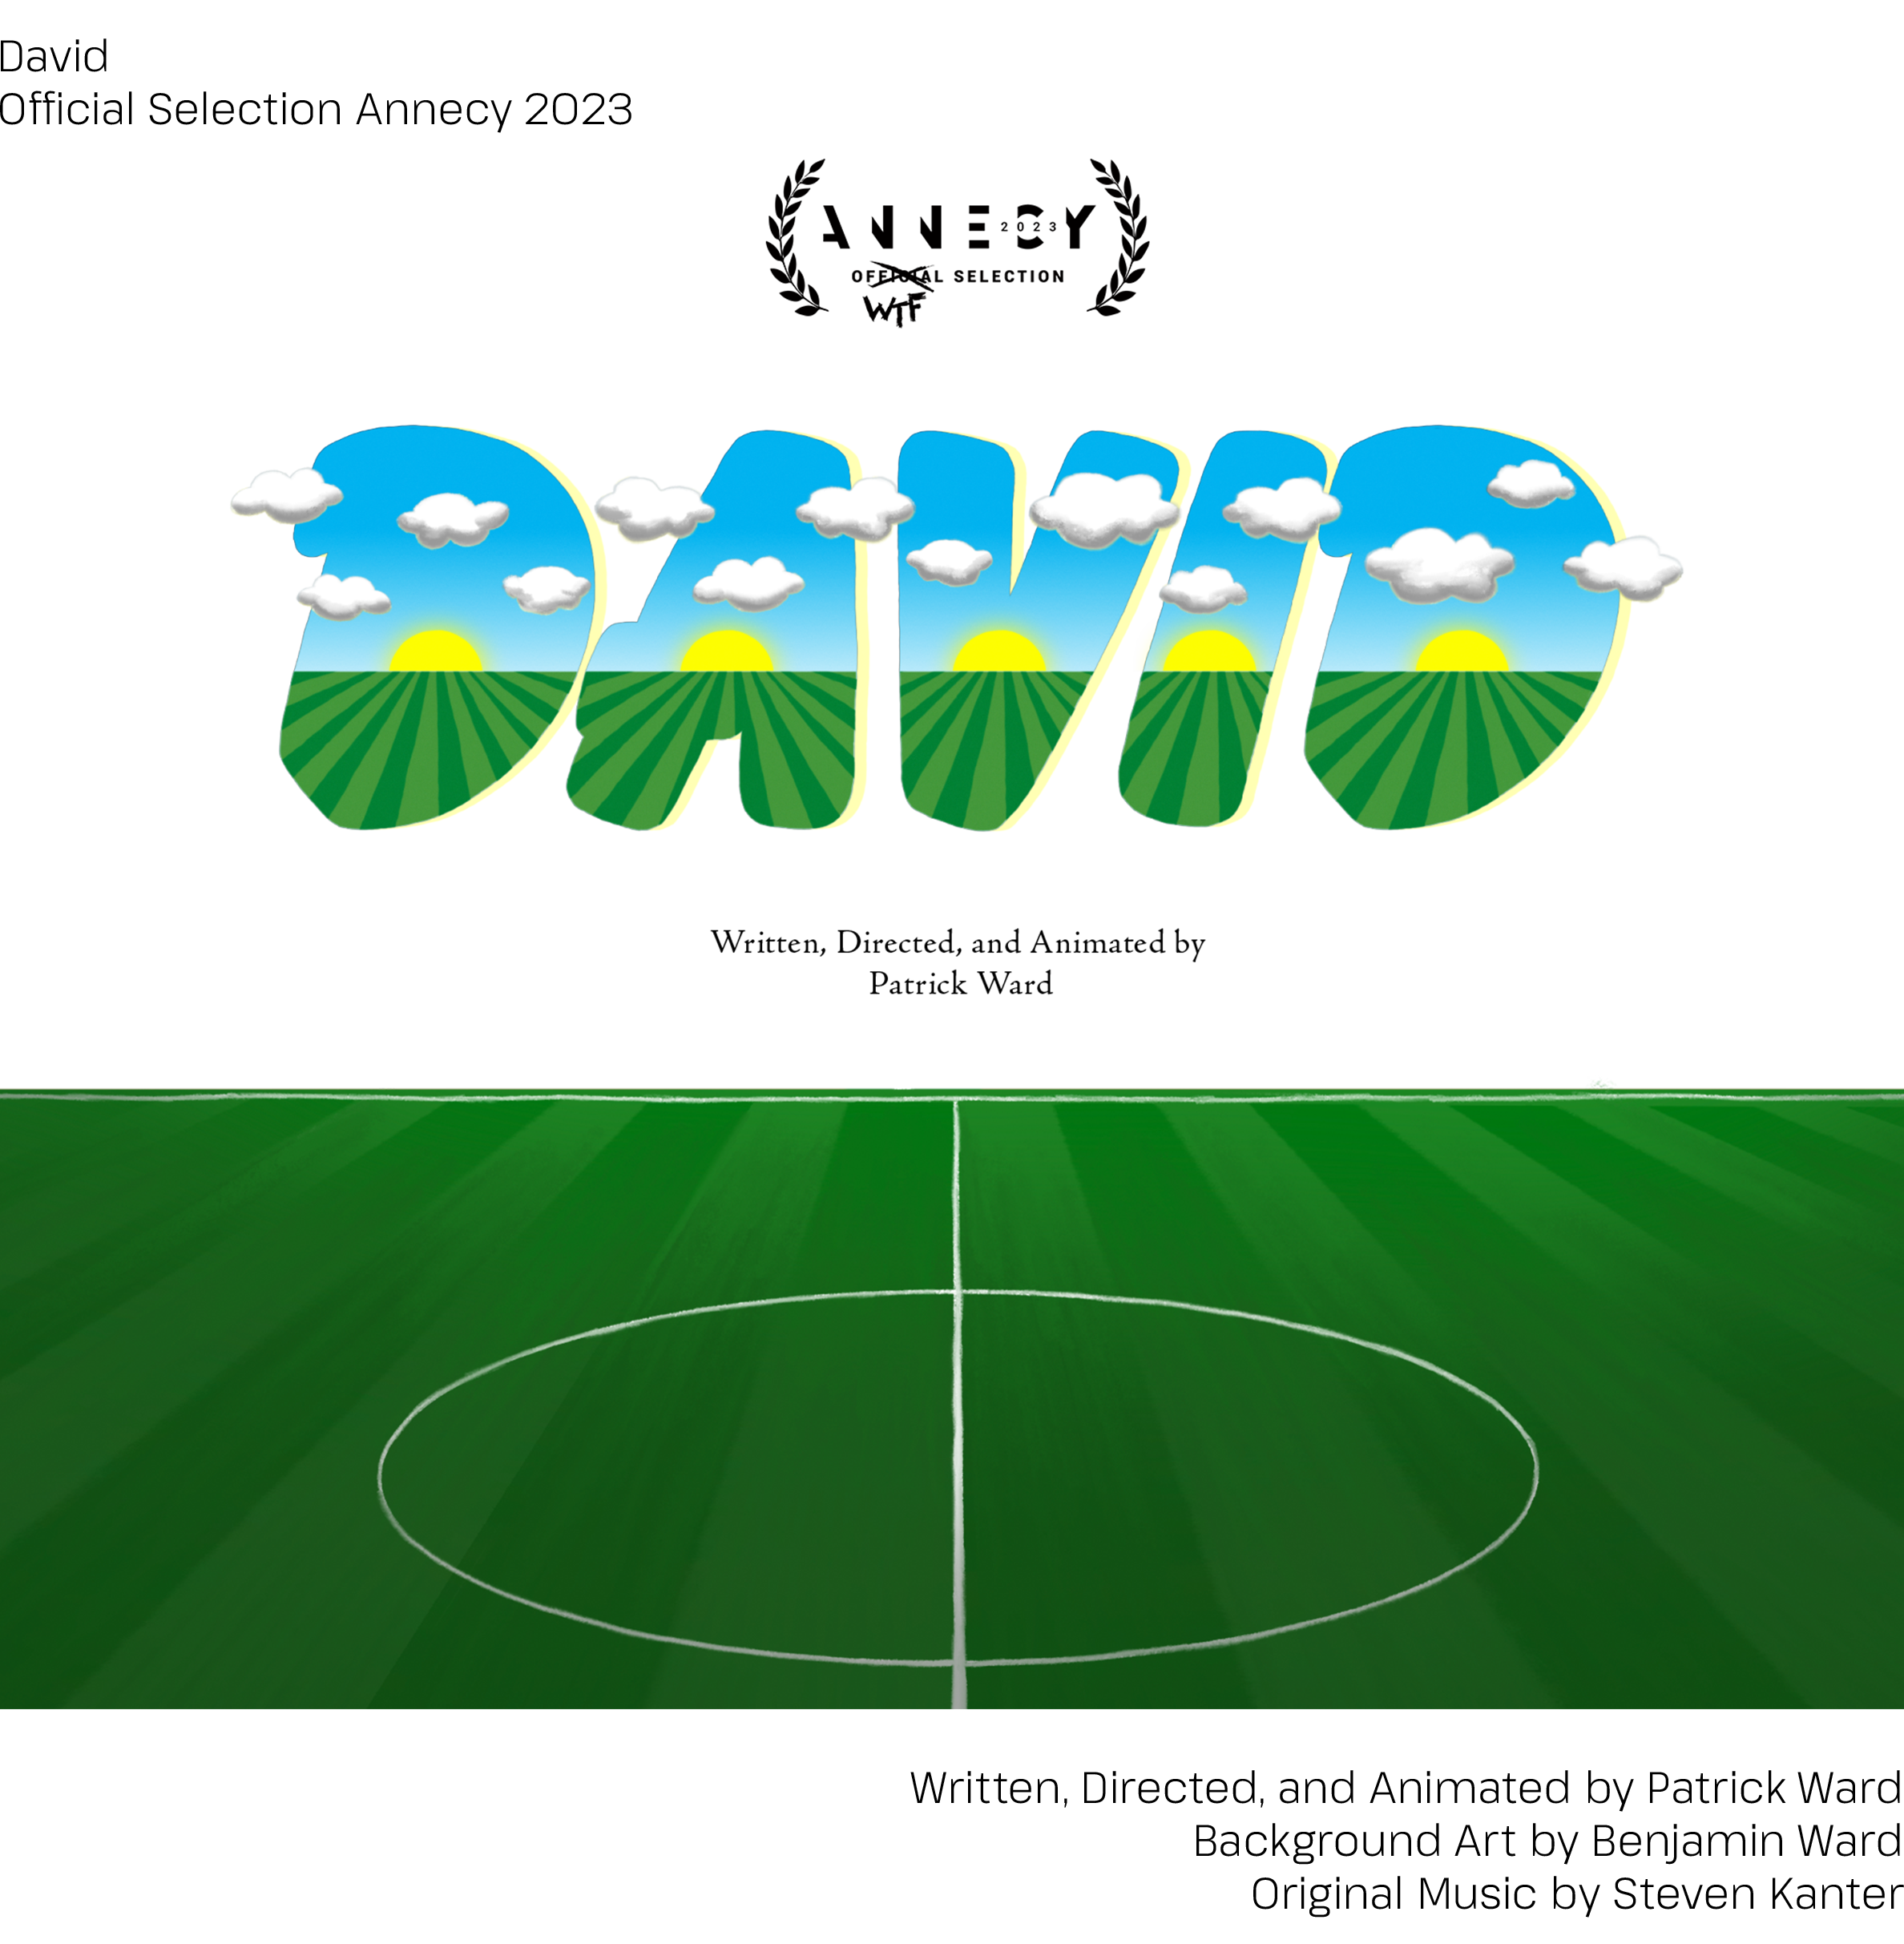 David
Official Selection Annecy 2023
ANNECY
2023
OFFICIAL SELECTION
WTF
DAVID
Written, Directed, and Animated by
Patrick Ward
Written, Directed, and Animated by Patrick Ward
Background Art by Benjamin Ward
Original Music by Steven Kanter